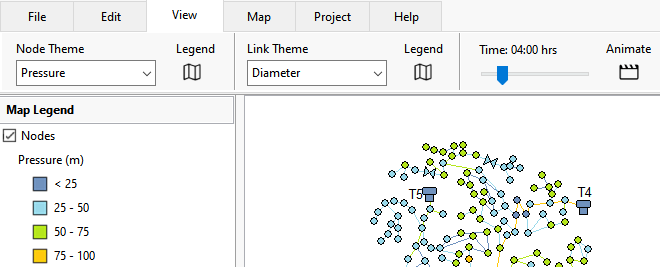 File Edit View Map Project Help
Node Theme Legend Link Theme Legend Time: 04:00 hrs Animate
Pressure Diameter
Map Legend
Nodes
Pressure (m)
< 25
25 - 50
50 - 75
75 - 100
T5 T4